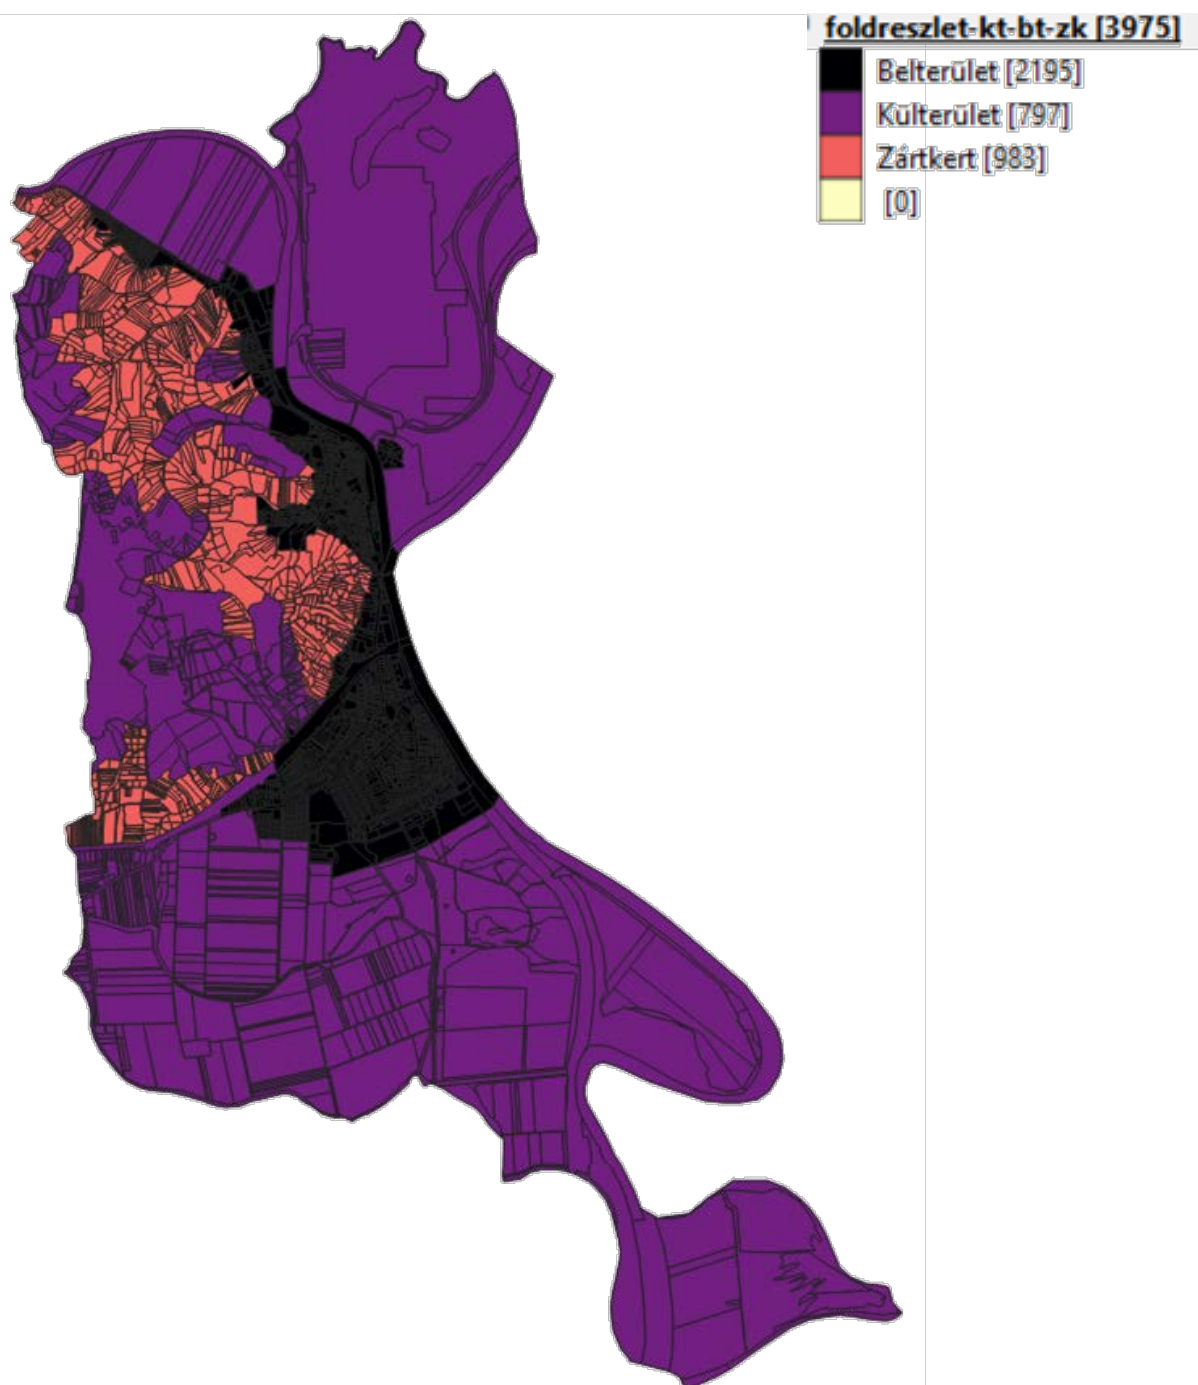 foldreszlet-kt-bt-zk [3975]
Belterület [2195]
Külterület [797]
Zártkert [983]
[0]